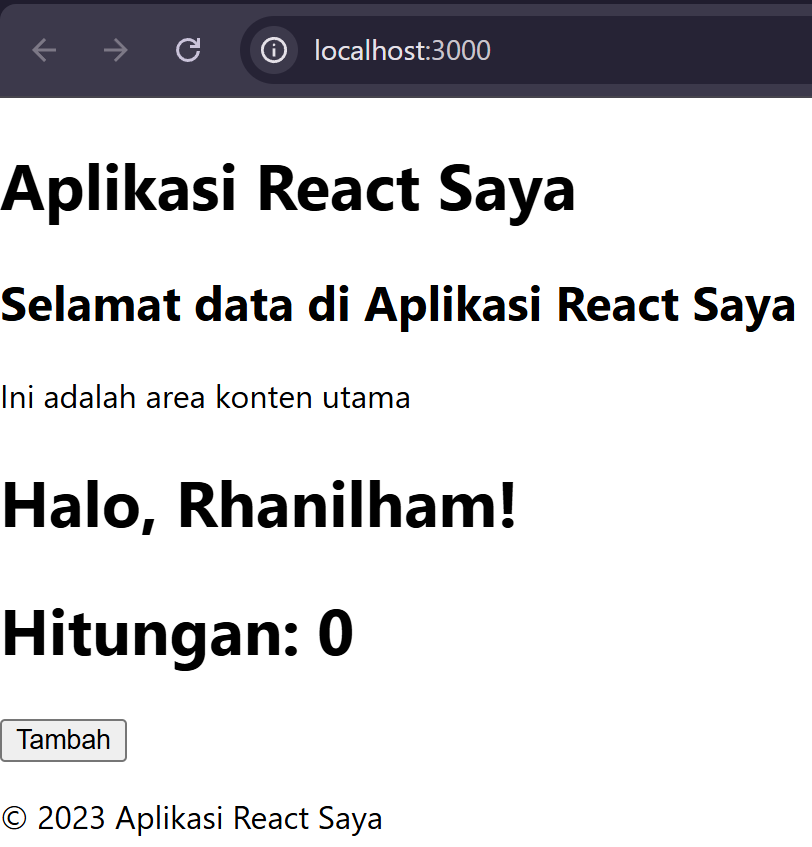 localhost:3000
Aplikasi React Saya
Selamat data di Aplikasi React Saya
Ini adalah area konten utama
Halo, Rhanilham!
Hitungan: 0
Tambah
© 2023 Aplikasi React Saya